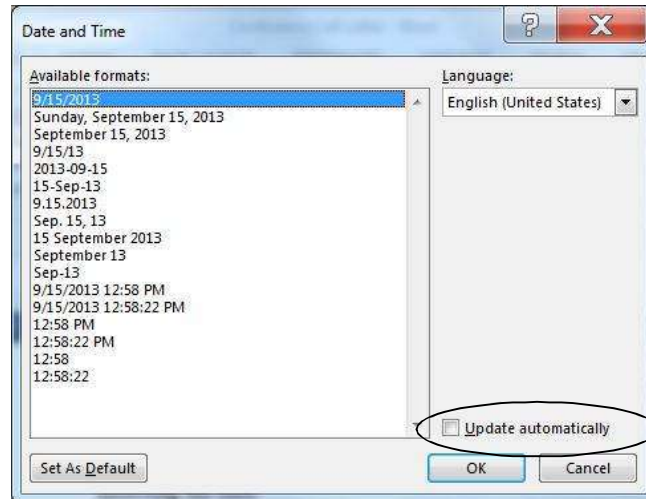 Date and Time
Available formats:
9/15/2013
Sunday, September 15, 2013
September 15, 2013
9/15/13
2013-09-15
15-Sep-13
9.15.2013
Sep. 15, 13
15 September 2013
September 13
Sep-13
9/15/2013 12:58 PM
9/15/2013 12:58:22 PM
12:58 PM
12:58:22 PM
12:58
12:58:22
Language:
English (United States)
Update automatically
Set As Default
OK
Cancel